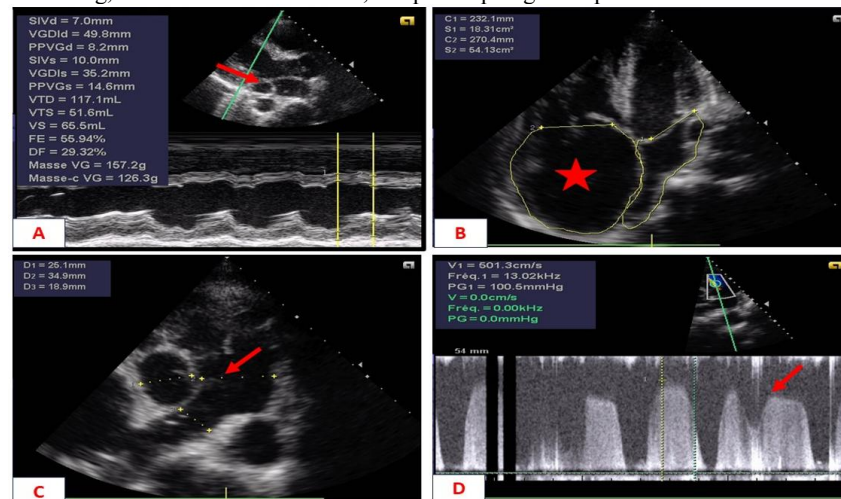 SIVd = 7.0mm
VGDId = 49.8mm
PPVGd = 8.2mm
SIVs = 10.0mm
VGDIs = 35.2mm
PPVGs = 14.6mm
VTD = 117.1mL
VTS = 51.6mL
VS = 65.5mL
FE = 55.94%
DF = 29.32%
Masse VG = 157.2g
Masse-c VG = 126.3g
A
C1 = 232.1mm
S1 = 18.31cm²
C2 = 270.4mm
S2 = 54.13cm²
B
D1 = 25.1mm
D2 = 34.9mm
D3 = 18.9mm
C
V1 = 501.3cm/s
Fréq.1 = 13.02kHz
PG1 = 100.5mmHg
V = 0.0cm/s
Fréq. = 0.00kHz
PG = 0.0mmHg
54 mm
D